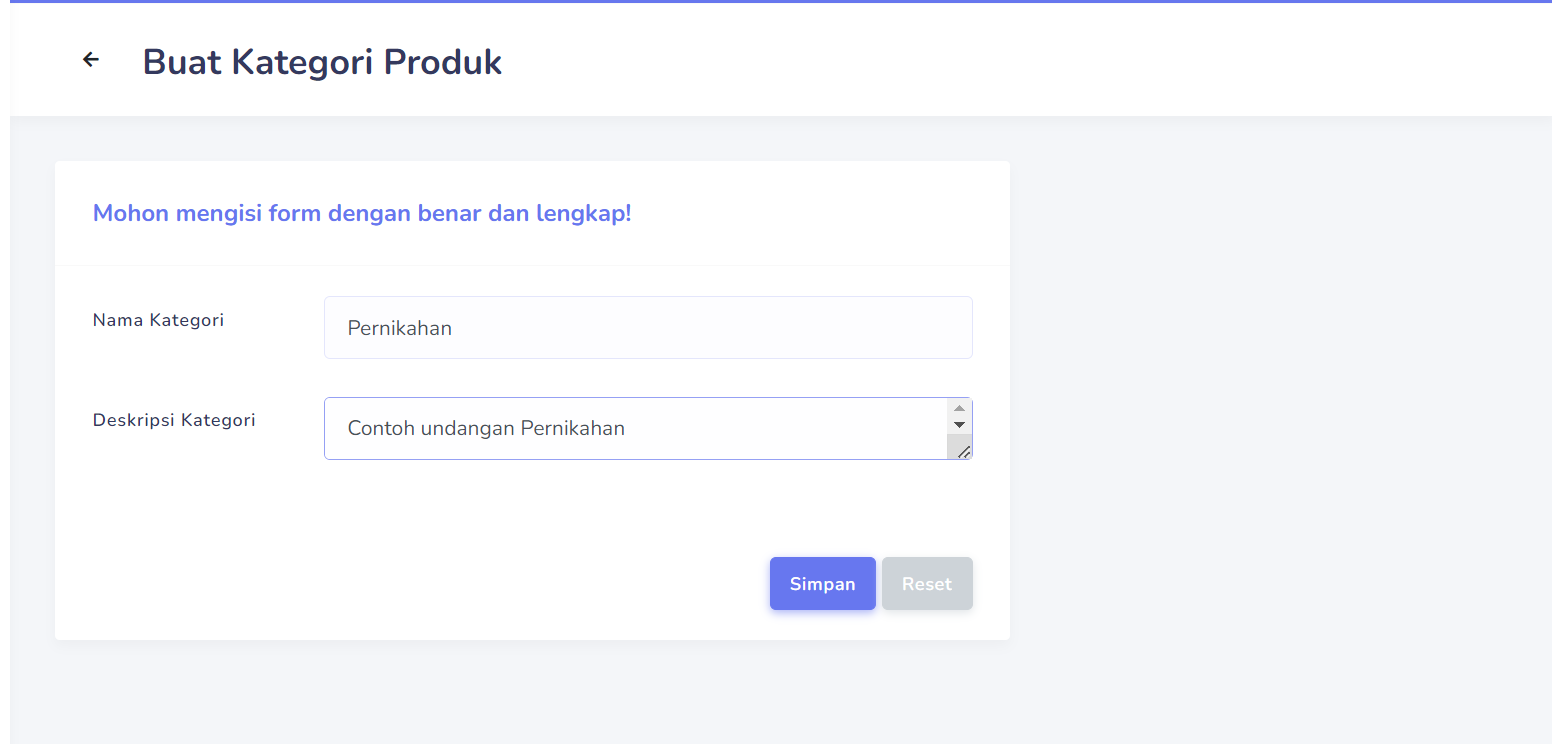 Buat Kategori Produk
Mohon mengisi form dengan benar dan lengkap!
Nama Kategori
Pernikahan
Deskripsi Kategori
Contoh undangan Pernikahan
Simpan
Reset